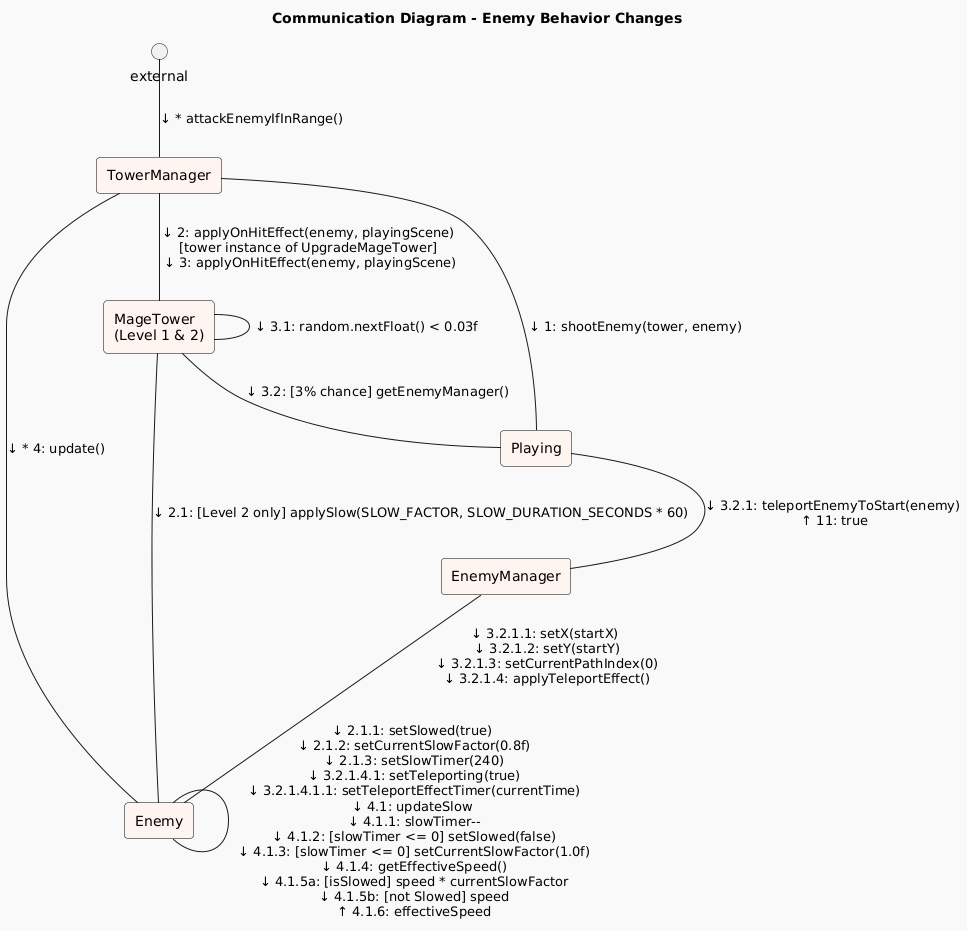 Communication Diagram - Enemy Behavior Changes
external
↓ * attackEnemyIfInRange()
TowerManager
↓ 2: applyOnHitEffect(enemy, playingScene)
[tower instance of UpgradeMageTower]
↓ 3: applyOnHitEffect(enemy, playingScene)
MageTower
(Level 1 & 2)
↓ 3.1: random.nextFloat() < 0.03f
↓ 1: shootEnemy(tower, enemy)
↓ 3.2: [3% chance] getEnemyManager()
Playing
↓ * 4: update()
↓ 2.1: [Level 2 only] applySlow(SLOW_FACTOR, SLOW_DURATION_SECONDS * 60)
↓ 3.2.1: teleportEnemyToStart(enemy)
↑ 11: true
EnemyManager
↓ 3.2.1.1: setX(startX)
↓ 3.2.1.2: setY(startY)
↓ 3.2.1.3: setCurrentPathIndex(0)
↓ 3.2.1.4: applyTeleportEffect()
Enemy
↓ 2.1.1: setSlowed(true)
↓ 2.1.2: setCurrentSlowFactor(0.8f)
↓ 2.1.3: setSlowTimer(240)
↓ 3.2.1.4.1: setTeleporting(true)
↓ 3.2.1.4.1.1: setTeleportEffectTimer(currentTime)
↓ 4.1: updateSlow
↓ 4.1.1: slowTimer--
↓ 4.1.2: [slowTimer <= 0] setSlowed(false)
↓ 4.1.3: [slowTimer <= 0] setCurrentSlowFactor(1.0f)
↓ 4.1.4: getEffectiveSpeed()
↓ 4.1.5a: [isSlowed] speed * currentSlowFactor
↓ 4.1.5b: [not Slowed] speed
↑ 4.1.6: effectiveSpeed